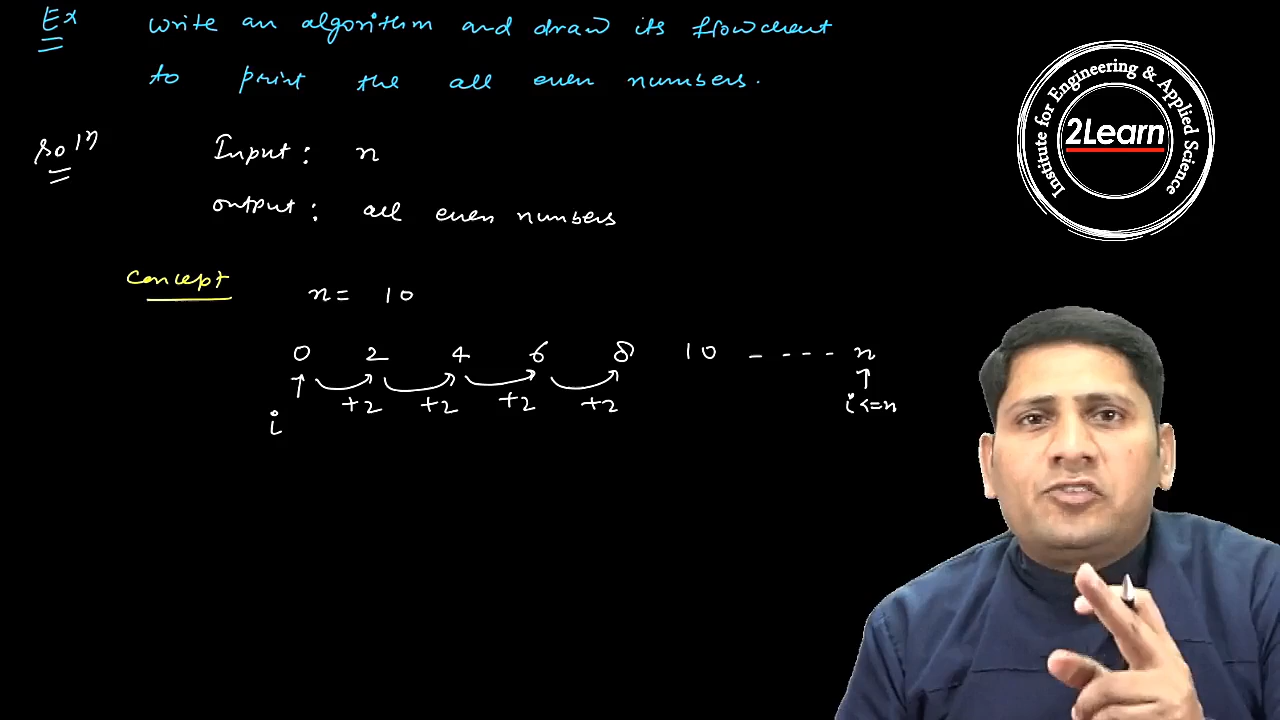 Ex write an algorithm and draw its flowchart
to print the all even numbers.
Soln Input: n
output: all even numbers
Concept n= 10
0 2 4 6 8 10 - - - - - n
+2 +2 +2 +2 i<=n
i
Institute for Engineering & Applied Science
2Learn